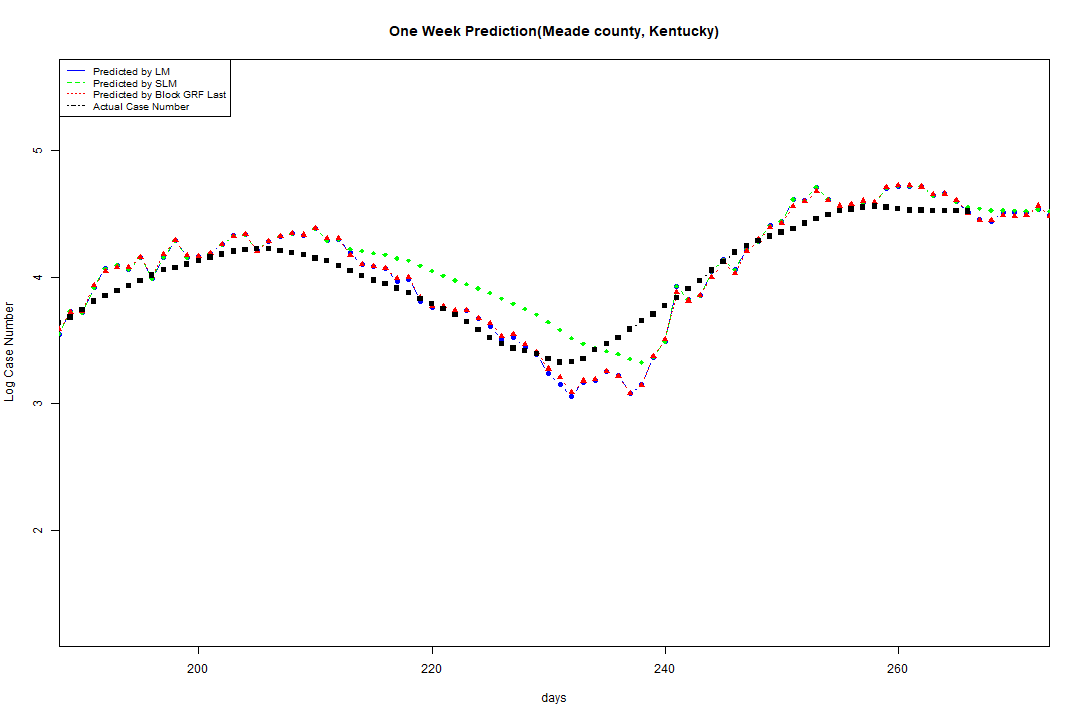 One Week Prediction(Meade county, Kentucky)
Predicted by LM
Predicted by SLM
Predicted by Block GRF Last
Actual Case Number
5
4
3
2
Log Case Number
200
220
240
260
days